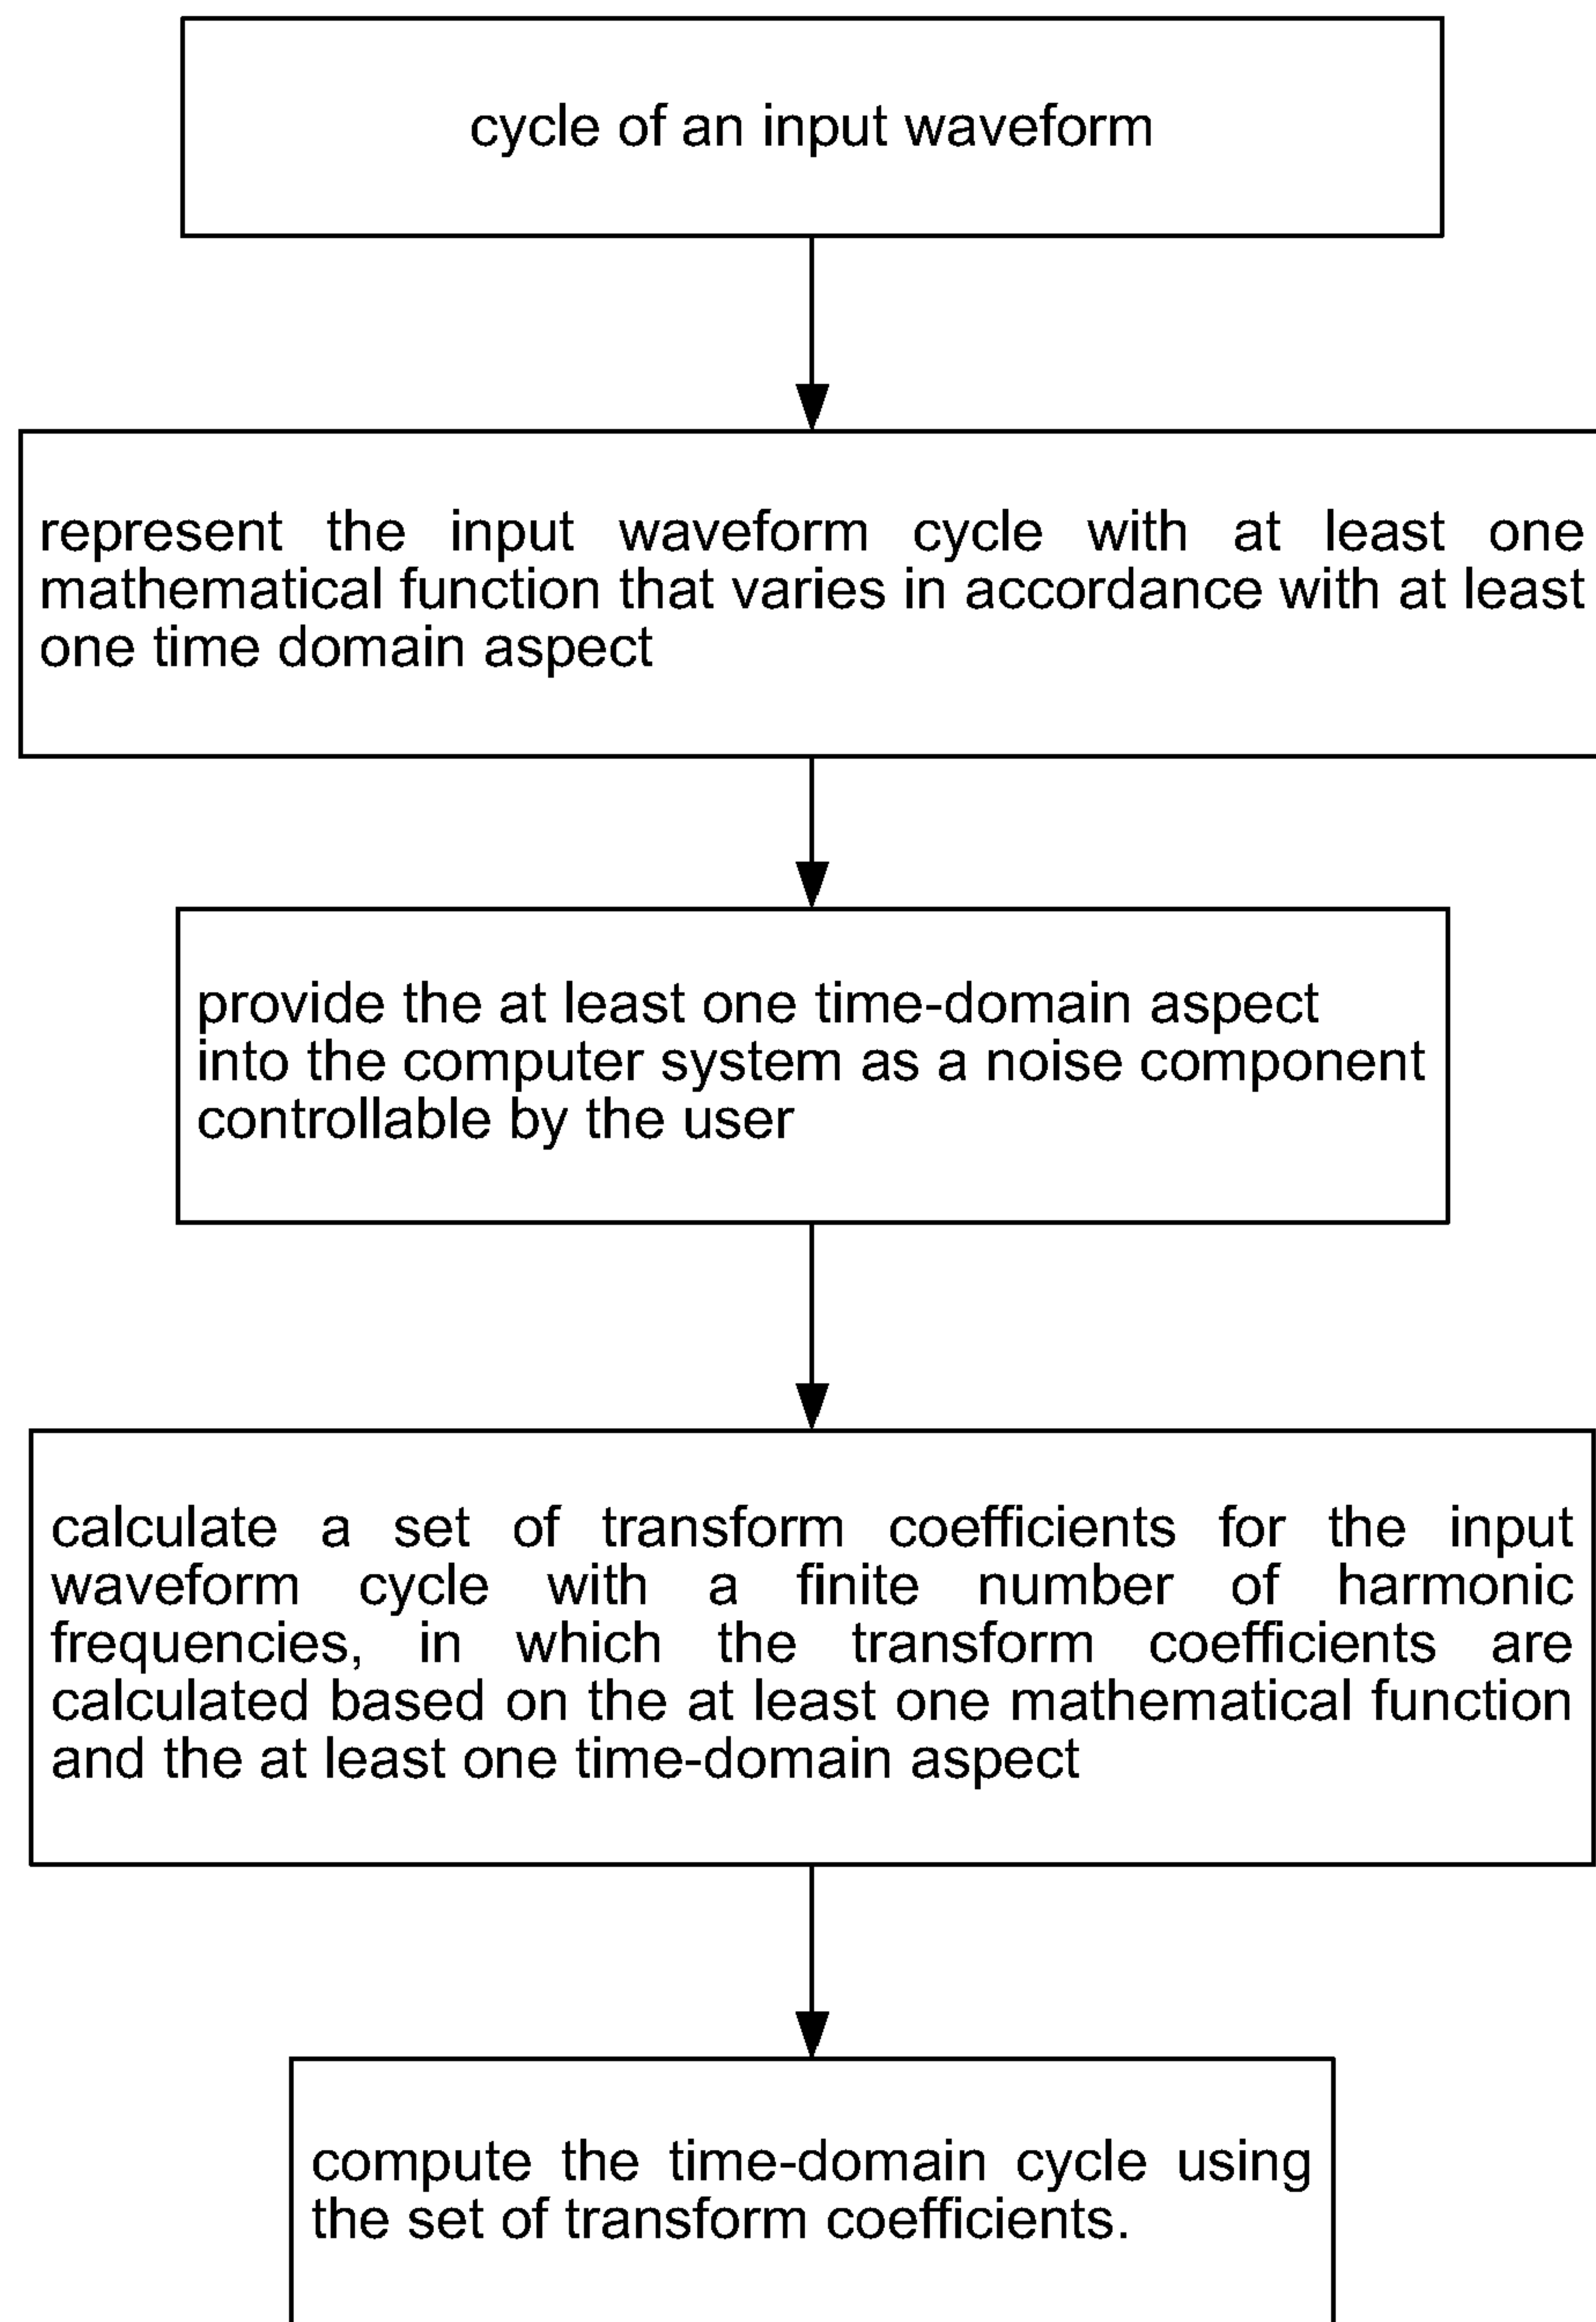 cycle of an input waveform
represent the input waveform cycle with at least one
mathematical function that varies in accordance with at least
one time domain aspect
provide the at least one time-domain aspect
into the computer system as a noise component
controllable by the user
calculate a set of transform coefficients for the input
waveform cycle with a finite number of harmonic
frequencies, in which the transform coefficients are
calculated based on the at least one mathematical function
and the at least one time-domain aspect
compute the time-domain cycle using
the set of transform coefficients.